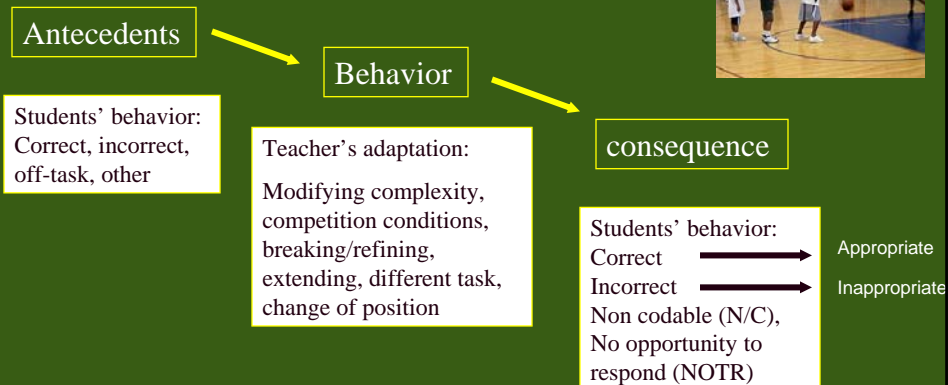 Antecedents
Behavior
consequence
Students' behavior:
Correct, incorrect,
off-task, other
Teacher's adaptation:
Modifying complexity,
competition conditions,
breaking/refining,
extending, different task,
change of position
Students' behavior:
Correct
Incorrect
Non codable (N/C),
No opportunity to
respond (NOTR)
Appropriate
Inappropriate